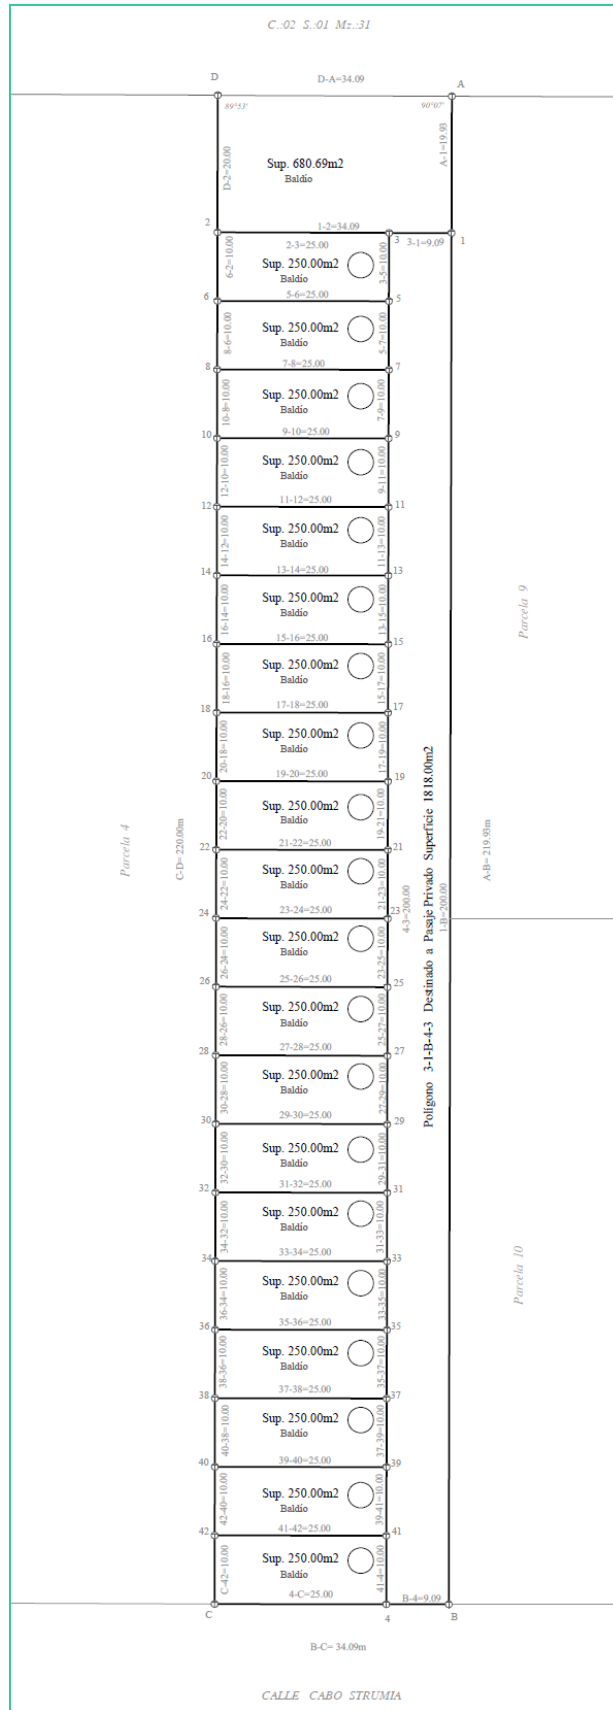 C.:02 S.:01 Mz.:31
D-A=34.09
D
A
89°53'
90°07'
D-2=20.00
A-1=19.93
Sup. 680.69m2
Baldío
2
1-2=34.09
3
3-1=9.09
1
2-3=25.00
6-2=10.00
Sup. 250.00m2
Baldío
3-5=10.00
5-6=25.00
6
5
8-6=10.00
Sup. 250.00m2
Baldío
5-7=10.00
7-8=25.00
8
7
10-8=10.00
Sup. 250.00m2
Baldío
7-9=10.00
9-10=25.00
10
9
12-10=10.00
Sup. 250.00m2
Baldío
9-11=10.00
11-12=25.00
12
11
14-12=10.00
Sup. 250.00m2
Baldío
11-13=10.00
13-14=25.00
14
13
16-14=10.00
Sup. 250.00m2
Baldío
13-15=10.00
15-16=25.00
16
15
18-16=10.00
Sup. 250.00m2
Baldío
15-17=10.00
17-18=25.00
18
17
20-18=10.00
Sup. 250.00m2
Baldío
17-19=10.00
19-20=25.00
20
19
22-20=10.00
Sup. 250.00m2
Baldío
19-21=10.00
21-22=25.00
22
21
24-22=10.00
Sup. 250.00m2
Baldío
21-23=10.00
23-24=25.00
24
23
26-24=10.00
Sup. 250.00m2
Baldío
23-25=10.00
25-26=25.00
26
25
28-26=10.00
Sup. 250.00m2
Baldío
25-27=10.00
27-28=25.00
28
27
30-28=10.00
Sup. 250.00m2
Baldío
27-29=10.00
29-30=25.00
30
29
32-30=10.00
Sup. 250.00m2
Baldío
29-31=10.00
31-32=25.00
32
31
34-32=10.00
Sup. 250.00m2
Baldío
31-33=10.00
33-34=25.00
34
33
36-34=10.00
Sup. 250.00m2
Baldío
33-35=10.00
35-36=25.00
36
35
38-36=10.00
Sup. 250.00m2
Baldío
35-37=10.00
37-38=25.00
38
37
40-38=10.00
Sup. 250.00m2
Baldío
37-39=10.00
39-40=25.00
40
39
42-40=10.00
Sup. 250.00m2
Baldío
39-41=10.00
41-42=25.00
42
41
C-42=10.00
Sup. 250.00m2
Baldío
41-4=10.00
4-C=25.00
B-4=9.09
C
4
B
Parcela 4
C-D= 220.00m
4-3=200.00
Polígono 3-1-B-4-3 Destinado a Pasaje Privado Superficie 1818.00m2
1-B=200.00
A-B= 219.93m
Parcela 9
Parcela 10
B-C= 34.09m
CALLE CABO STRUMIA